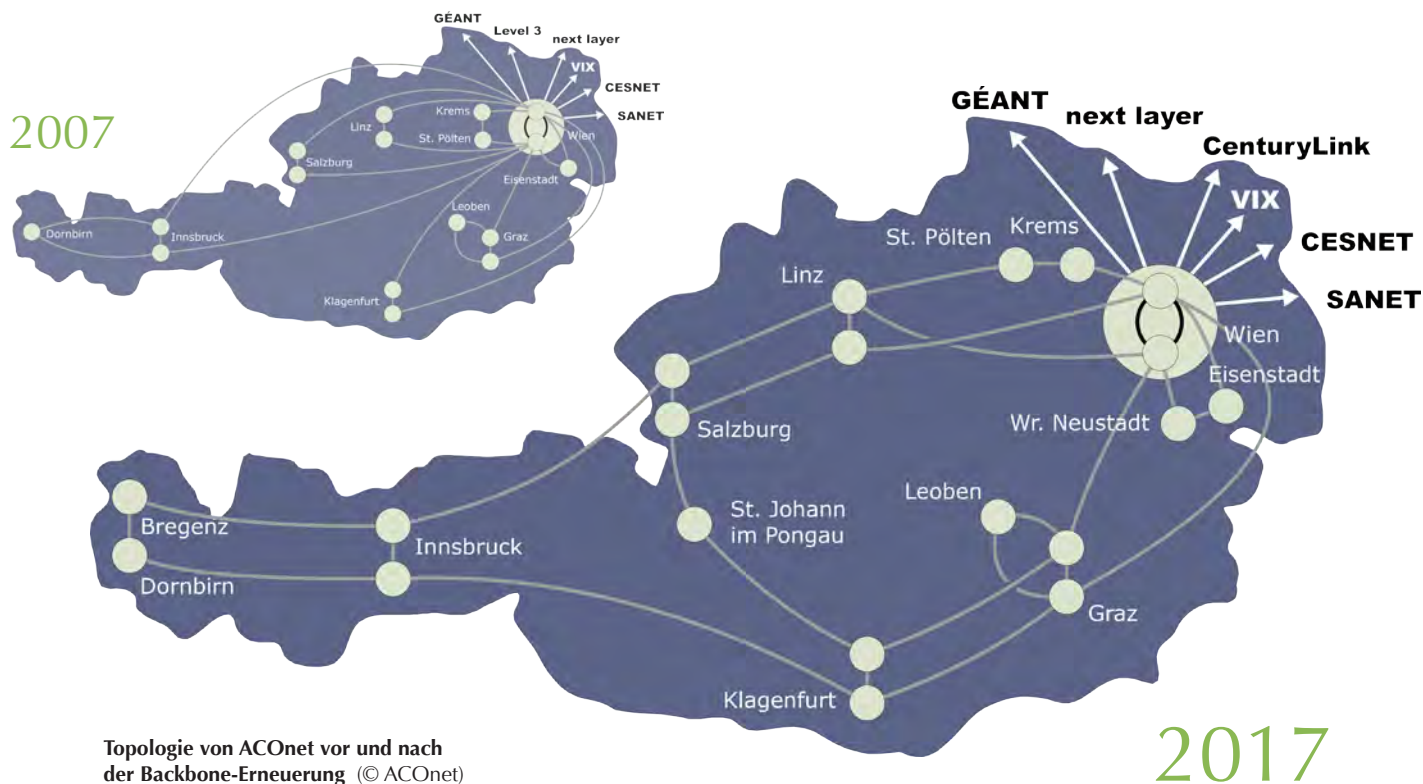 2007
GÉANT
Level 3
next layer
VIX
CESNET
SANET
Krems
Linz
St. Pölten
Wien
Salzburg
Eisenstadt
Leoben
Dornbirn
Innsbruck
Graz
Klagenfurt
GÉANT
next layer
CenturyLink
VIX
CESNET
SANET
St. Pölten
Krems
Linz
Wien
Eisenstadt
Wr. Neustadt
Salzburg
Leoben
St. Johann
im Pongau
Bregenz
Innsbruck
Dornbirn
Graz
Klagenfurt
2017
Topologie von ACOnet vor und nach
der Backbone-Erneuerung (© ACOnet)